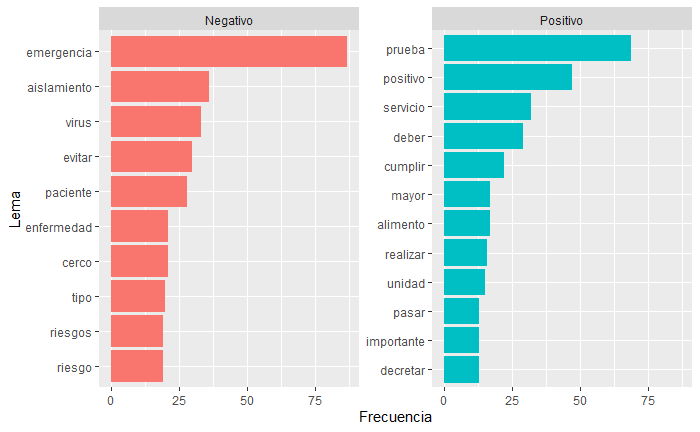 Negativo
Positivo
Lema
emergencia
aislamiento
virus
evitar
paciente
enfermedad
cerco
tipo
riesgos
riesgo
0 25 50 75
prueba
positivo
servicio
deber
cumplir
mayor
alimento
realizar
unidad
pasar
importante
decretar
0 25 50 75
Frecuencia